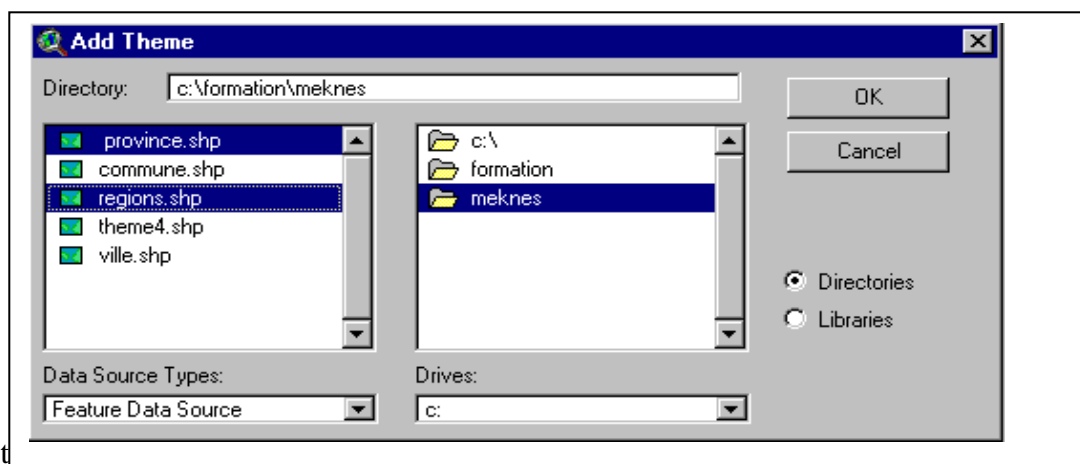 Add Theme
Directory: c:\formation\meknes
OK
Cancel
province.shp
commune.shp
regions.shp
theme4.shp
ville.shp
c:\
formation
meknes
Directories
Libraries
Data Source Types:
Feature Data Source
Drives:
c:
t